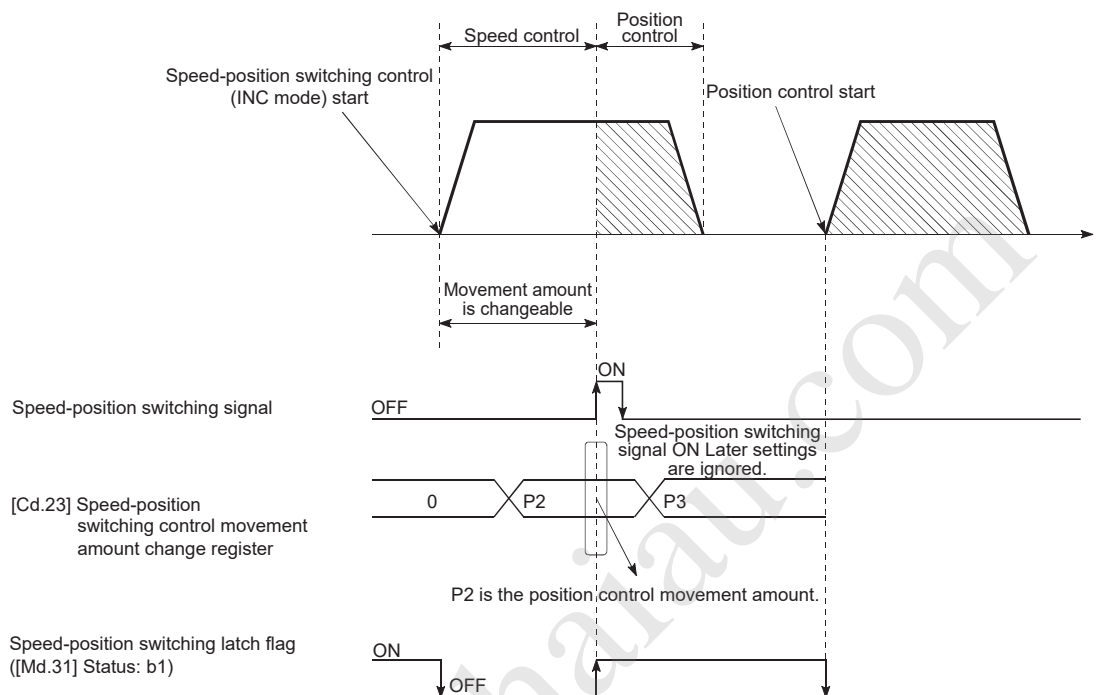 Speed control
Position
control
Speed-position switching control
(INC mode) start
Position control start
Movement amount
is changeable
ON
Speed-position switching signal
OFF
Speed-position switching
signal ON Later settings
are ignored.
[Cd.23] Speed-position
switching control movement
amount change register
0
P2
P3
P2 is the position control movement amount.
Speed-position switching latch flag
([Md.31] Status: b1)
ON
OFF